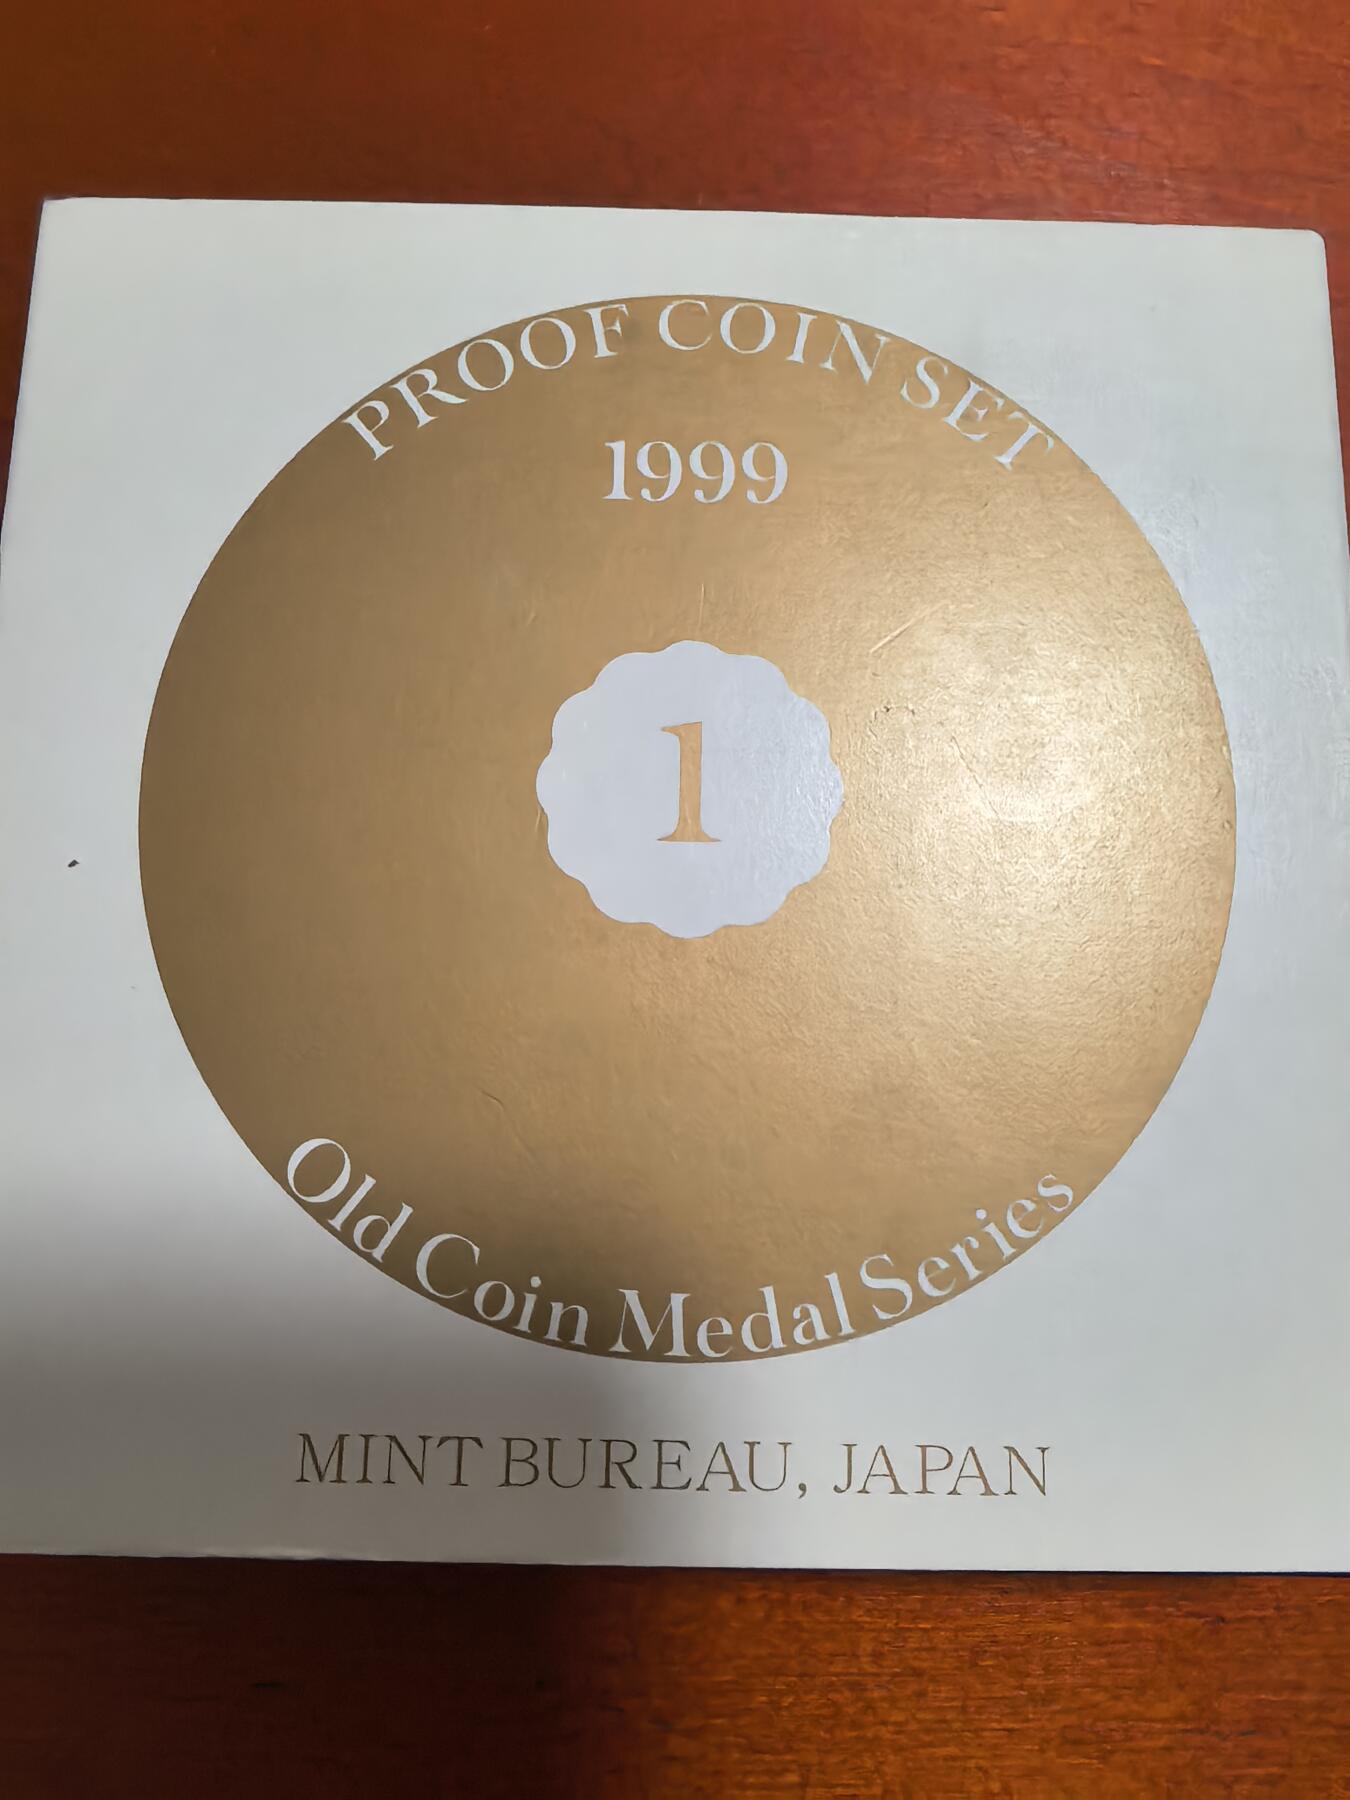 PROOF COIN SET
1999
1
Old Coin Medal Series
MINT BUREAU, JAPAN